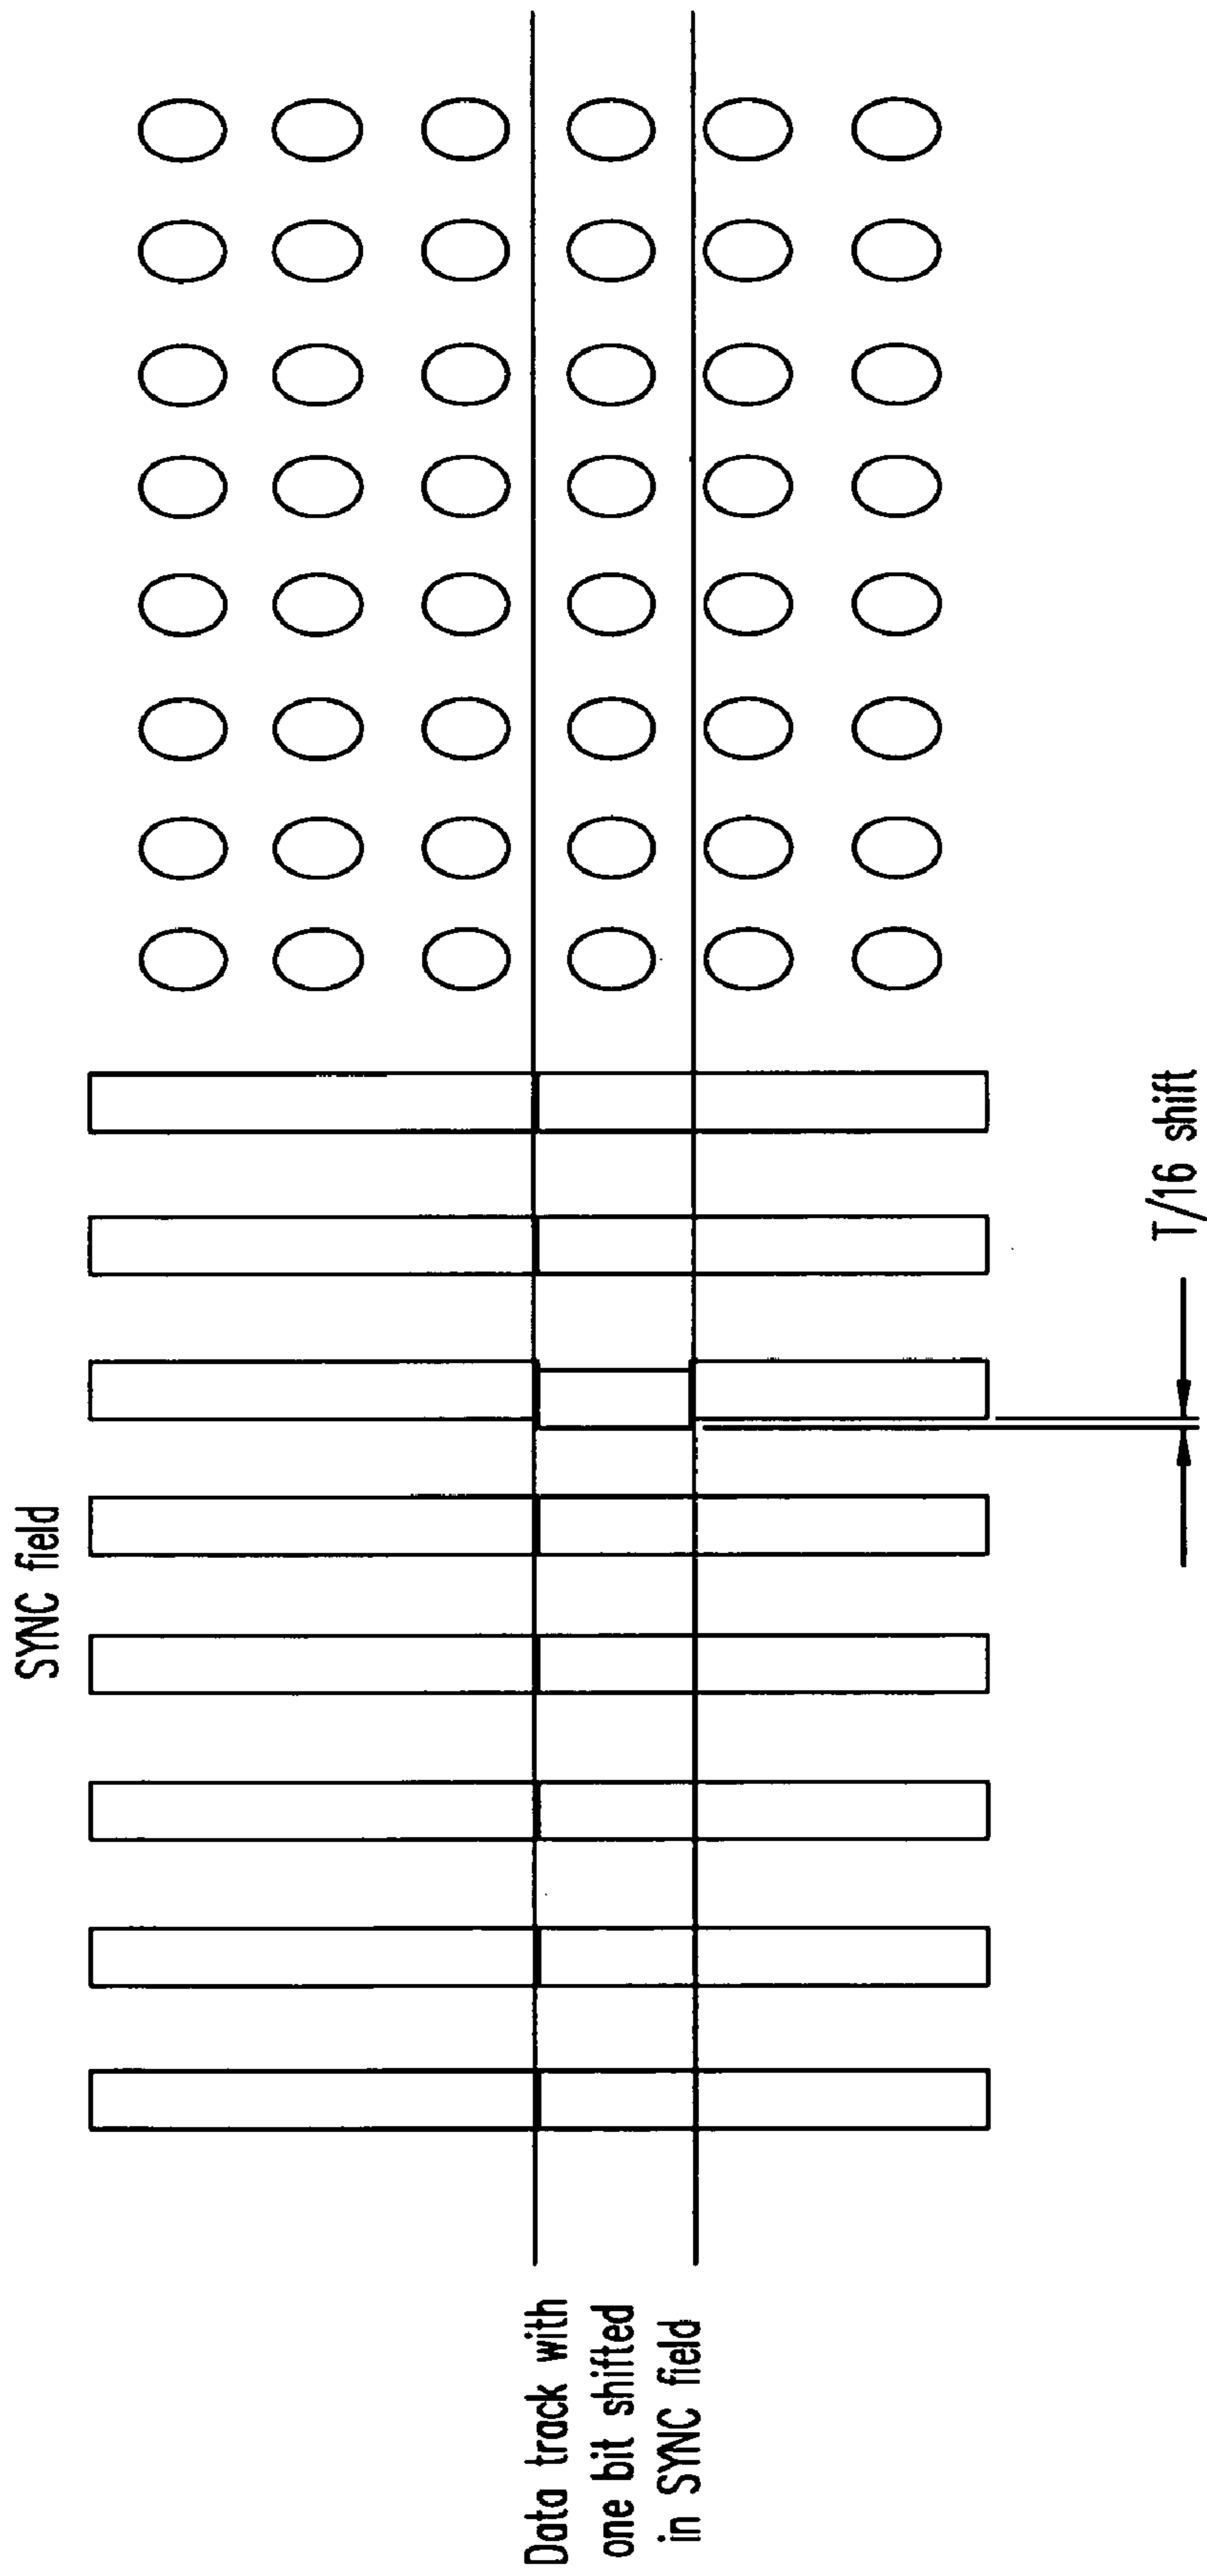 SYNC field
Data track with
one bit shifted
in SYNC field
T/16 shift